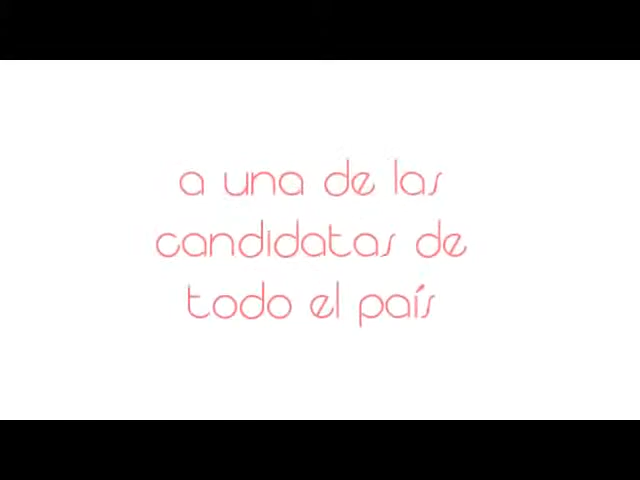 a una de las
candidatas de
todo el país